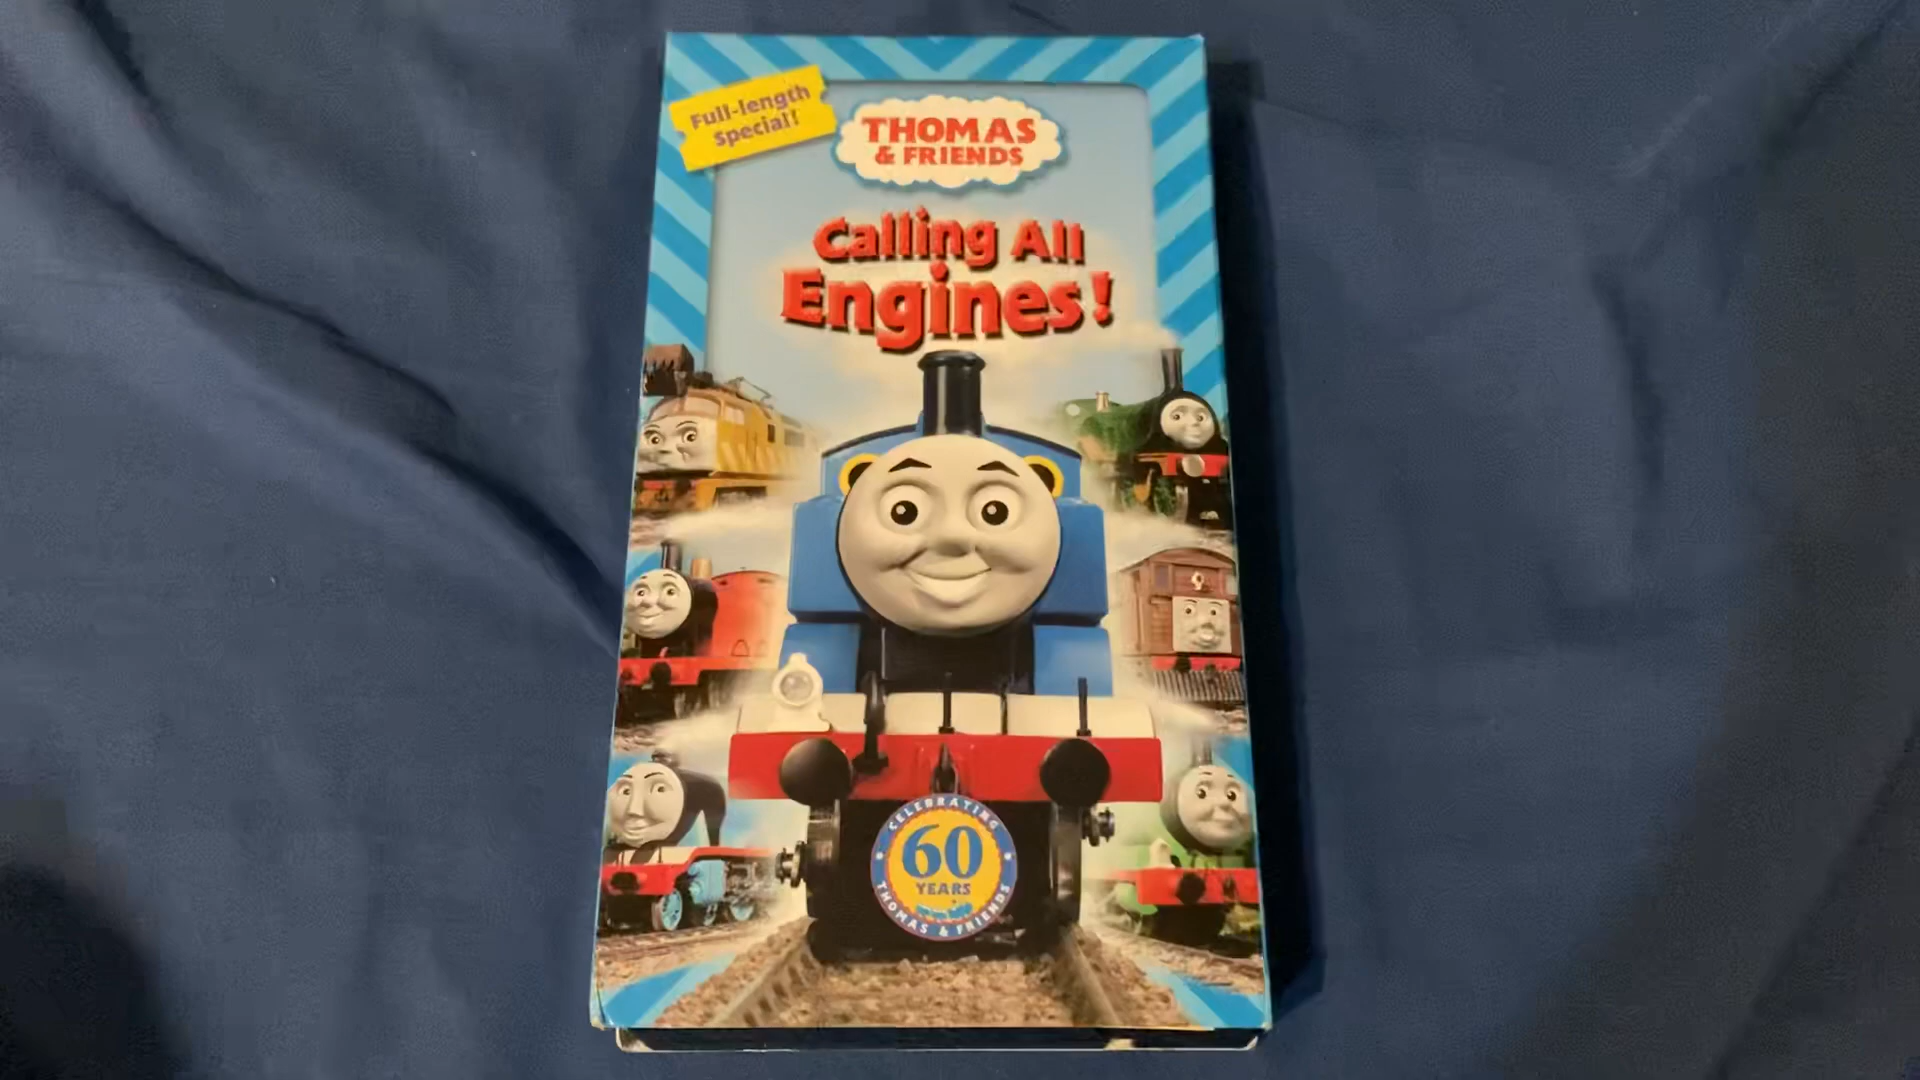 Full-length
special!
THOMAS
& FRIENDS
Calling All
Engines!
CELEBRATING
60
YEARS
THOMAS & FRIENDS